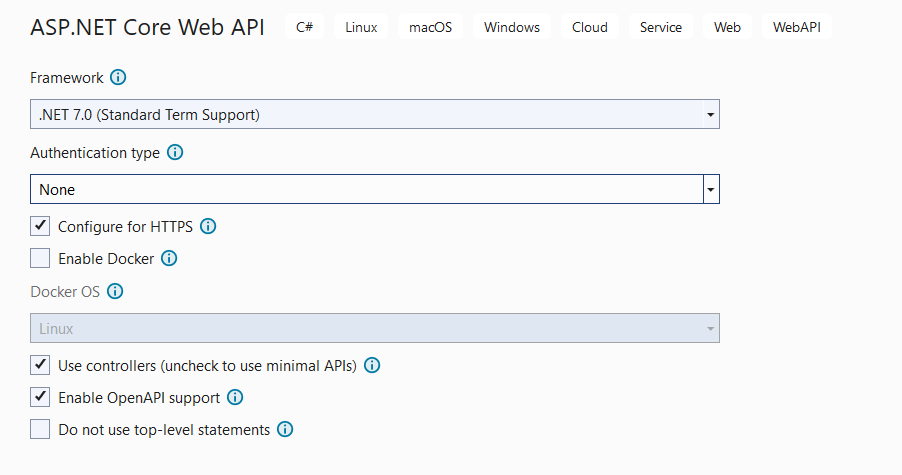 ASP.NET Core Web API C# Linux macOS Windows Cloud Service Web WebAPI
Framework
.NET 7.0 (Standard Term Support)
Authentication type
None
Configure for HTTPS
Enable Docker
Docker OS
Linux
Use controllers (uncheck to use minimal APIs)
Enable OpenAPI support
Do not use top-level statements